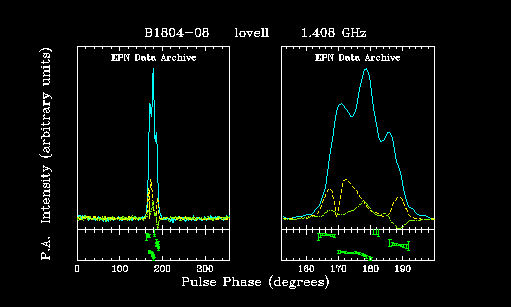 B1804-08 lovell 1.408 GHz
EPN Data Archive EPN Data Archive
Intensity (arbitrary units)
P.A.
0 100 200 300 160 170 180 190
Pulse Phase (degrees)